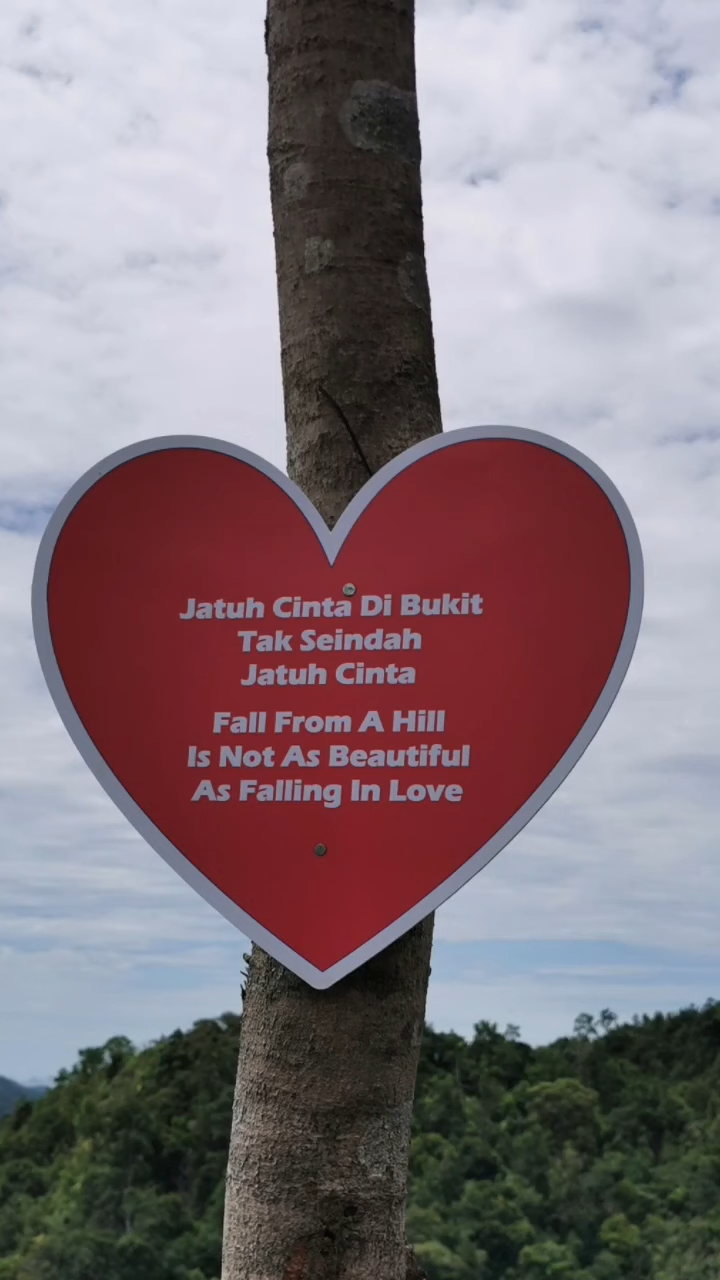 Jatuh Cinta Di Bukit
Tak Seindah
Jatuh Cinta
Fall From A Hill
Is Not As Beautiful
As Falling In Love